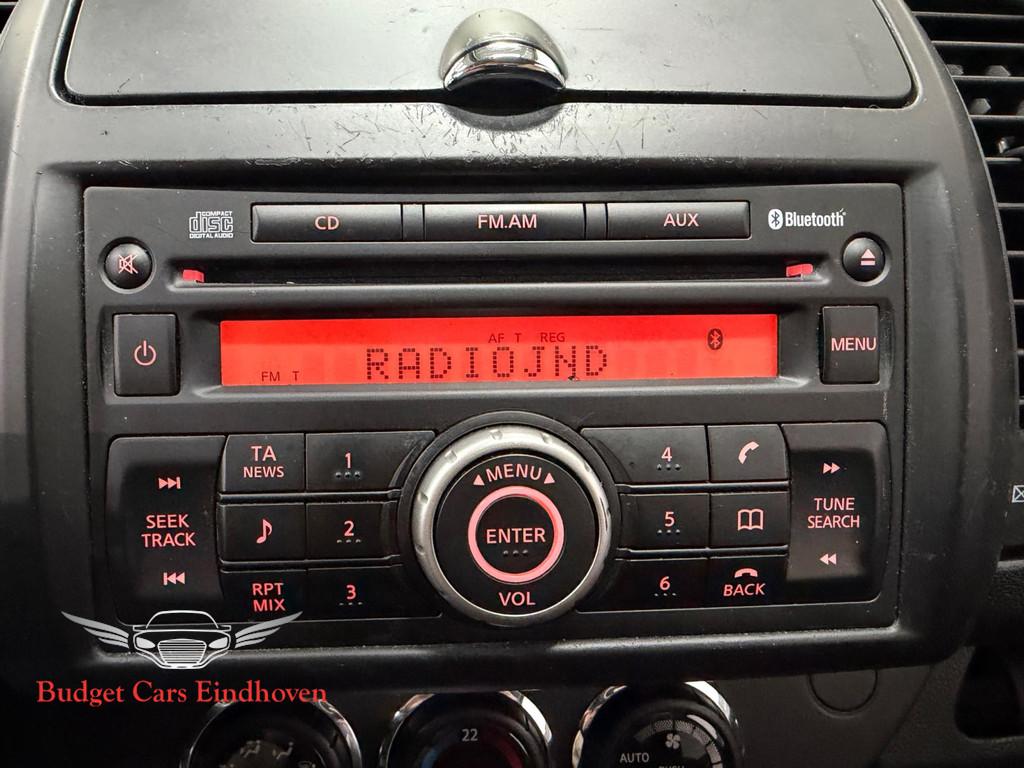 COMPACT
disc
DIGITAL AUDIO
CD
FM.AM
AUX
Bluetooth
AF T REG
RADIOJND
FM T
MENU
TA
NEWS
1
4
SEEK
TRACK
2
MENU
ENTER
VOL
5
TUNE
SEARCH
RPT
MIX
3
6
BACK
Budget Cars Eindhoven
22
AUTO